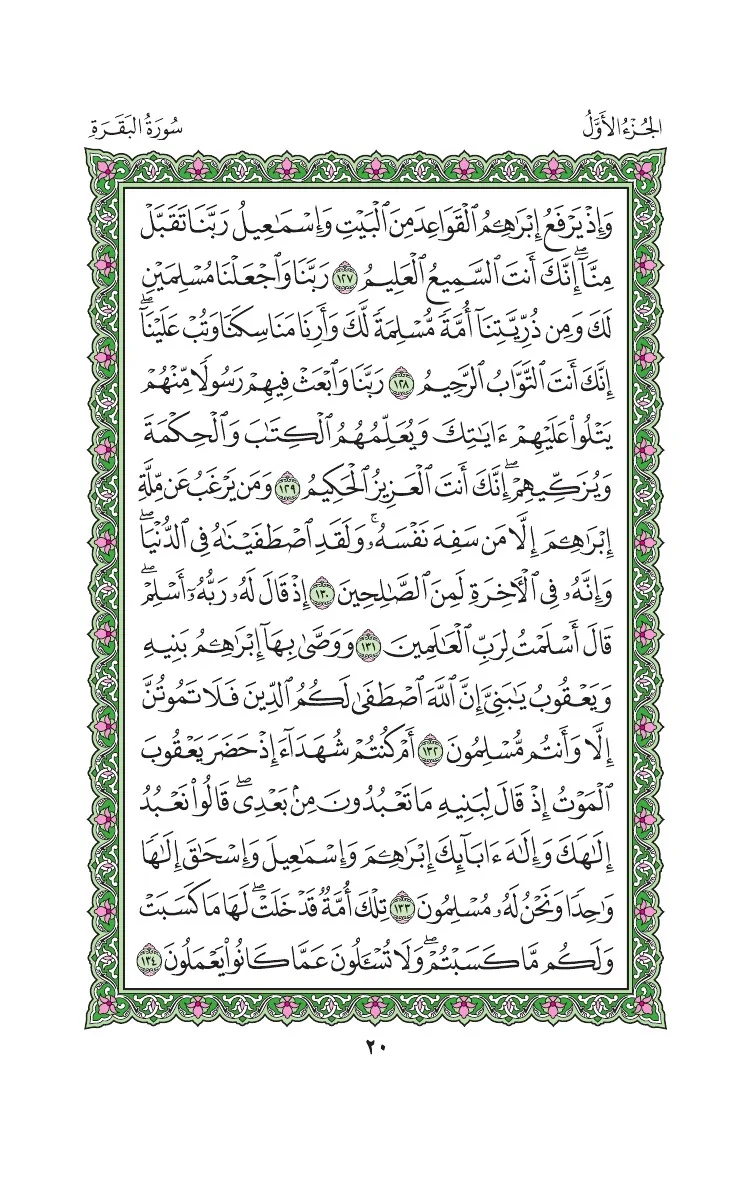 الجُزْءُ الأَوَّلُ
سُورَةُ البَقَرَةِ
وَإِذْ يَرْفَعُ إِبْرَٰهِـۧمُ ٱلْقَوَاعِدَ مِنَ ٱلْبَيْتِ وَإِسْمَٰعِيلُ رَبَّنَا تَقَبَّلْ
مِنَّآ ۖ إِنَّكَ أَنتَ ٱلسَّمِيعُ ٱلْعَلِيمُ ١٢٧ رَبَّنَا وَٱجْعَلْنَا مُسْلِمَيْنِ
لَكَ وَمِن ذُرِّيَّتِنَآ أُمَّةً مُّسْلِمَةً لَّكَ وَأَرِنَا مَنَاسِكَنَا وَتُبْ عَلَيْنَآ ۖ
إِنَّكَ أَنتَ ٱلتَّوَّابُ ٱلرَّحِيمُ ١٢٨ رَبَّنَا وَٱبْعَثْ فِيهِمْ رَسُولًا مِّنْهُمْ
يَتْلُوا۟ عَلَيْهِمْ ءَايَٰتِكَ وَيُعَلِّمُهُمُ ٱلْكِتَٰبَ وَٱلْحِكْمَةَ
وَيُزَكِّيهِمْ ۖ إِنَّكَ أَنتَ ٱلْعَزِيزُ ٱلْحَكِيمُ ١٢٩ وَمَن يَرْغَبُ عَن مِّلَّةِ
إِبْرَٰهِـۧمَ إِلَّا مَن سَفِهَ نَفْسَهُۥ ۚ وَلَقَدِ ٱصْطَفَيْنَٰهُ فِى ٱلدُّنْيَا ۖ
وَإِنَّهُۥ فِى ٱلْءَاخِرَةِ لَمِنَ ٱلصَّٰلِحِينَ ١٣٠ إِذْ قَالَ لَهُۥ رَبُّهُۥٓ أَسْلِمْ ۖ
قَالَ أَسْلَمْتُ لِرَبِّ ٱلْعَٰلَمِينَ ١٣١ وَوَصَّىٰ بِهَآ إِبْرَٰهِـۧمُ بَنِيهِ
وَيَعْقُوبُ يَٰبَنِىَّ إِنَّ ٱللَّهَ ٱصْطَفَىٰ لَكُمُ ٱلدِّينَ فَلَا تَمُوتُنَّ
إِلَّا وَأَنتُم مُّسْلِمُونَ ١٣٢ أَمْ كُنتُمْ شُهَدَآءَ إِذْ حَضَرَ يَعْقُوبَ
ٱلْمَوْتُ إِذْ قَالَ لِبَنِيهِ مَا تَعْبُدُونَ مِنۢ بَعْدِى ۖ قَالُوا۟ نَعْبُدُ
إِلَٰهَكَ وَإِلَٰهَ ءَابَآئِكَ إِبْرَٰهِـۧمَ وَإِسْمَٰعِيلَ وَإِسْحَٰقَ إِلَٰهًا
وَٰحِدًا وَنَحْنُ لَهُۥ مُسْلِمُونَ ١٣٣ تِلْكَ أُمَّةٌ قَدْ خَلَتْ ۖ لَهَا مَا كَسَبَتْ
وَلَكُم مَّا كَسَبْتُمْ ۖ وَلَا تُسْـَٔلُونَ عَمَّا كَانُوا۟ يَعْمَلُونَ ١٣٤
٢٠